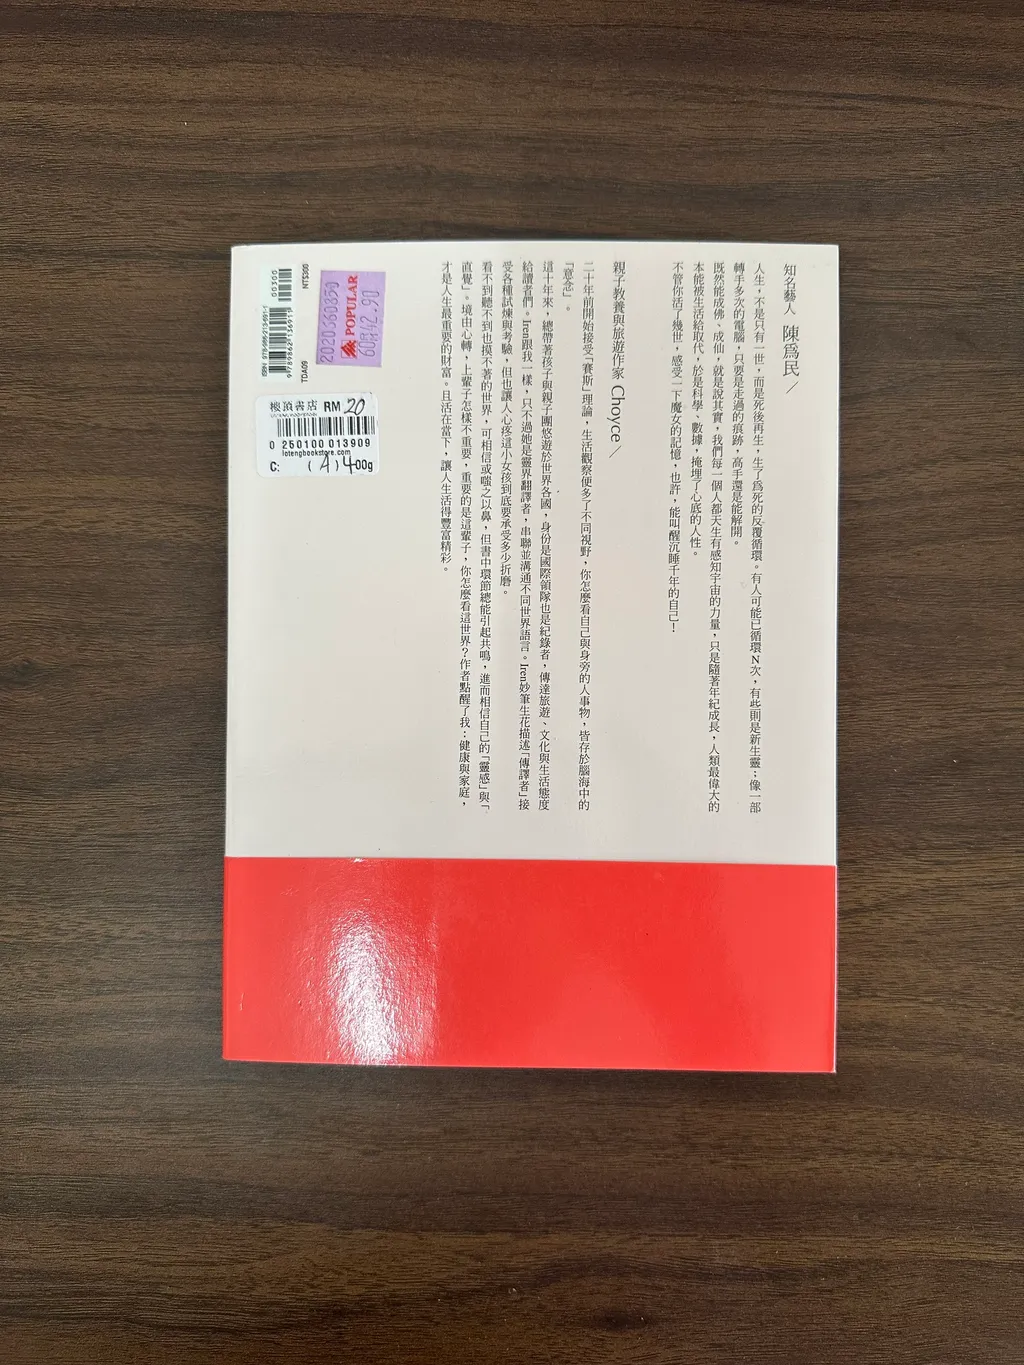 知名藝人 陳為民／
人生，不是只有一世，而是死後再生，生了為死的反覆循環。有人可能已循環N次，有些則是新生靈；像一部
轉手多次的電腦，只要是走過的痕跡，高手還是能解開。
既然能成佛、成仙，就是說其實，我們每一個人都天生有感知宇宙的力量，只是隨著年紀成長，人類最偉大的
本能被生活給取代，於是科學、數據，掩埋了心底的人性。
不管你活了幾世，感受一下魔女的記憶，也許，能叫醒沉睡千年的自己！
親子教養與旅遊作家 Choyce／
二十年前開始接受「賽斯」理論，生活觀察便多了不同視野，你怎麼看自己與身旁的人事物，皆存於腦海中的
「意念」。
這十年來，總帶著孩子與親子團悠遊於世界各國，身份是國際領隊也是紀錄者，傳達旅遊、文化與生活態度
給讀者們。Iren跟我一樣，只不過她是靈界翻譯者，串聯並溝通不同世界語言。Iren妙筆生花描述「傳譯者」接
受各種試煉與考驗，但也讓人心疼這小女孩到底要承受多少折磨。
看不到聽不到也摸不著的世界，可相信或嗤之以鼻，但書中環節總能引起共鳴，進而相信自己的「靈感」與「
直覺」。境由心轉，上輩子怎樣不重要，重要的是這輩子，你怎麼看這世界？作者點醒了我：健康與家庭，
才是人生最重要的財富。且活在當下，讓人生活得豐富精彩。
00300
NT$300
TDA09
2020360850
POPULAR
60RM42.90
樓頂書店 RM 20
0 250100 013909
lotengbookstore.com
C: (A)400g